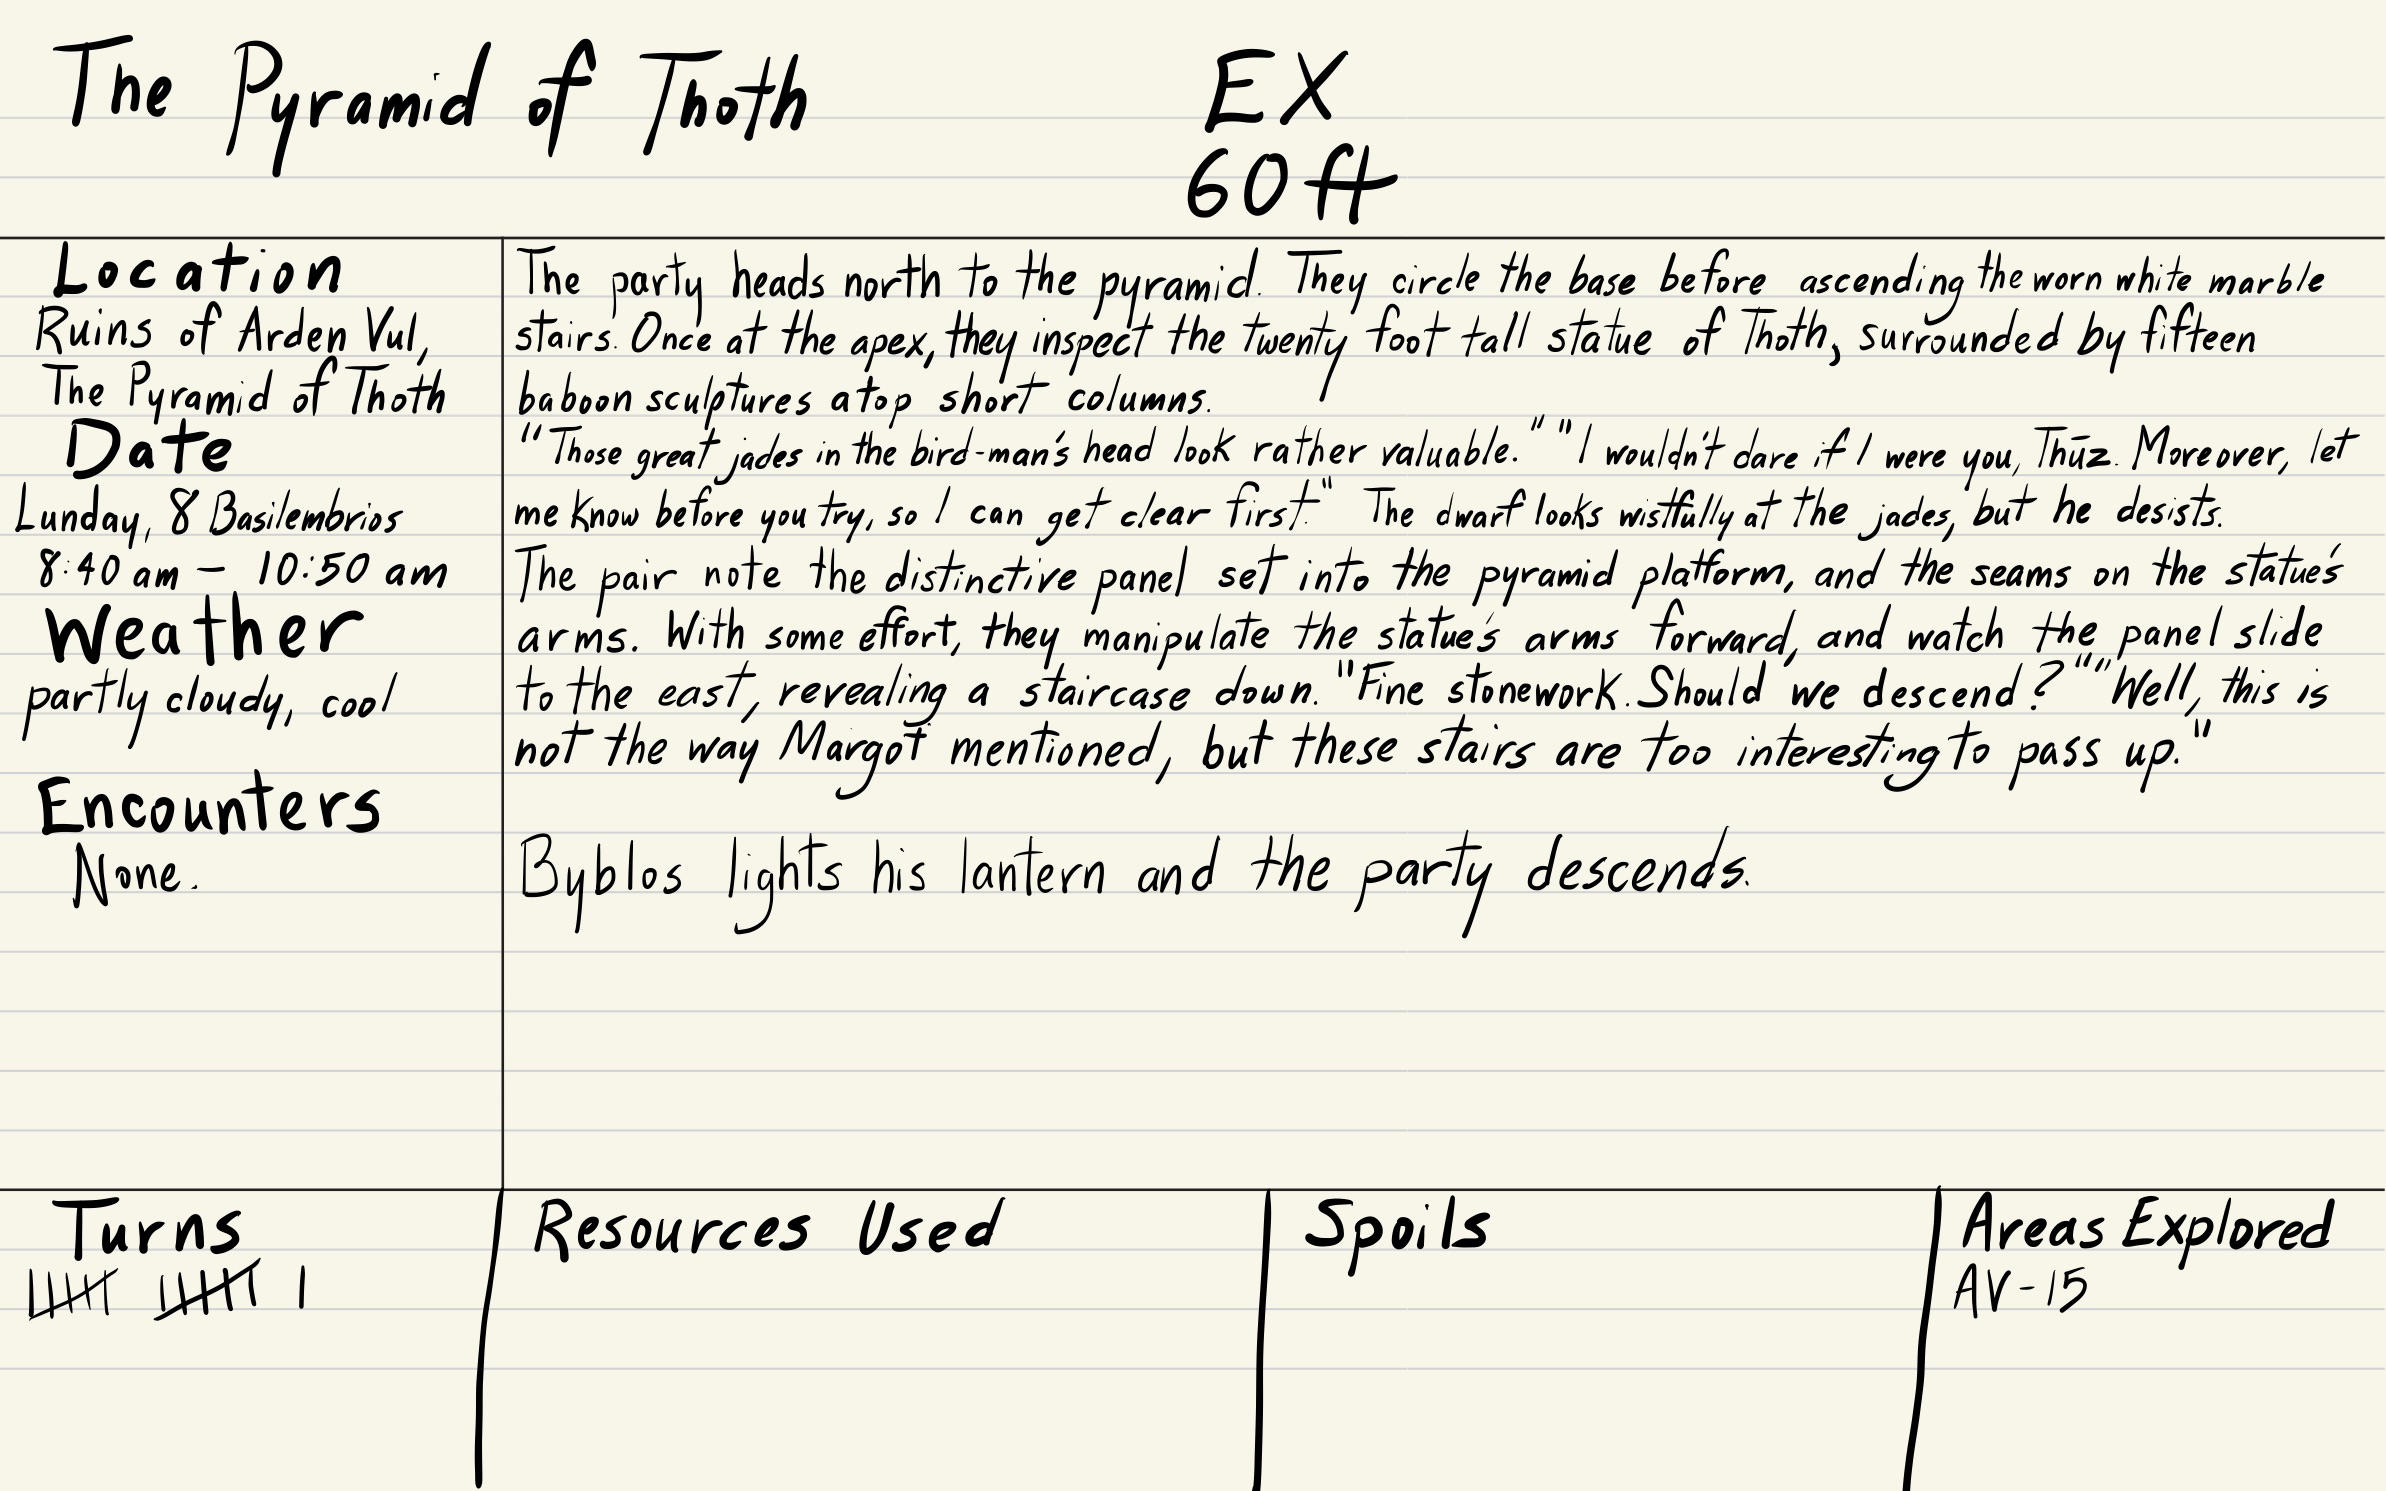 The Pyramid of Thoth
EX
60 ft
Location
Ruins of Arden Vul,
The Pyramid of Thoth
Date
Lunday, 8 Basilembrios
8:40 am – 10:50 am
Weather
partly cloudy, cool
Encounters
None.
The party heads north to the pyramid. They circle the base before ascending the worn white marble
stairs. Once at the apex, they inspect the twenty foot tall statue of Thoth, surrounded by fifteen
baboon sculptures atop short columns.
"Those great jades in the bird-man's head look rather valuable." "I wouldn't dare if I were you, Thūz. Moreover, let
me know before you try, so I can get clear first." The dwarf looks wistfully at the jades, but he desists.
The pair note the distinctive panel set into the pyramid platform, and the seams on the statue's
arms. With some effort, they manipulate the statue's arms forward, and watch the panel slide
to the east, revealing a staircase down. "Fine stonework. Should we descend?" "Well, this is
not the way Margot mentioned, but these stairs are too interesting to pass up."
Byblos lights his lantern and the party descends.
Turns
Resources Used
Spoils
Areas Explored
AV-15